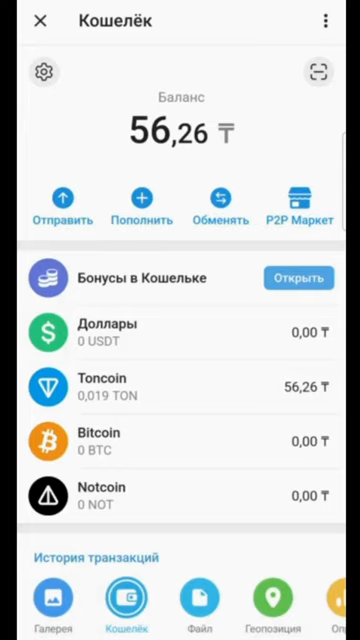 Кошелёк
Баланс
56,26 ₸
Отправить Пополнить Обменять P2P Маркет
Бонусы в Кошельке Открыть
Доллары
0 USDT 0,00 ₸
Toncoin
0,019 TON 56,26 ₸
Bitcoin
0 BTC 0,00 ₸
Notcoin
0 NOT 0,00 ₸
История транзакций
Галерея Кошелёк Файл Геопозиция